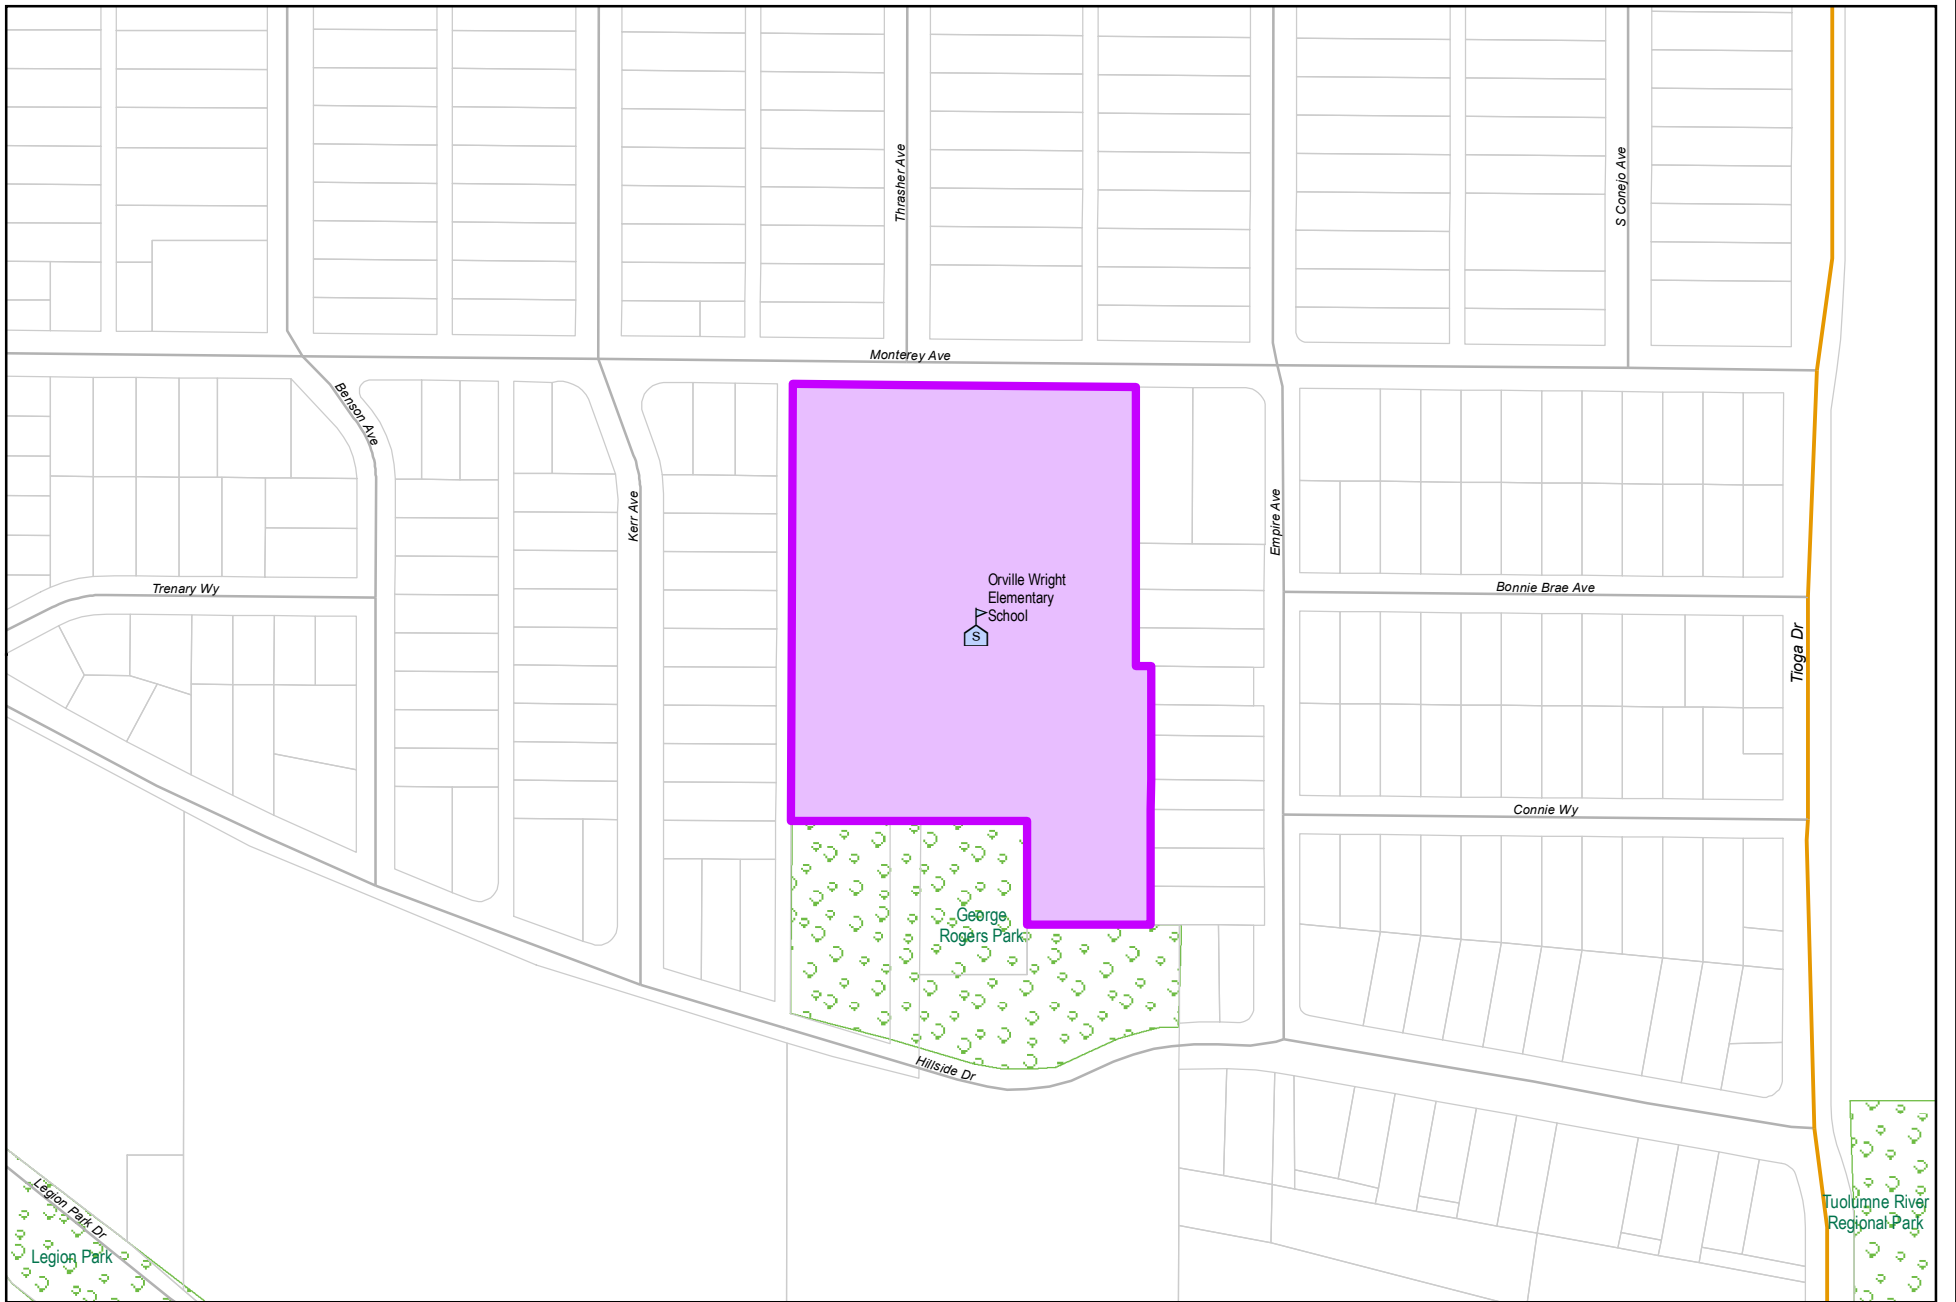 Thrasher Ave
S Conejo Ave
Monterey Ave
Benson Ave
Kerr Ave
Empire Ave
Trenary Wy
Orville Wright
Elementary
School
S
Bonnie Brae Ave
Tioga Dr
Connie Wy
George
Rogers Park
Hillside Dr
Legion Park Dr
Legion Park
Tuolumne River
Regional Park